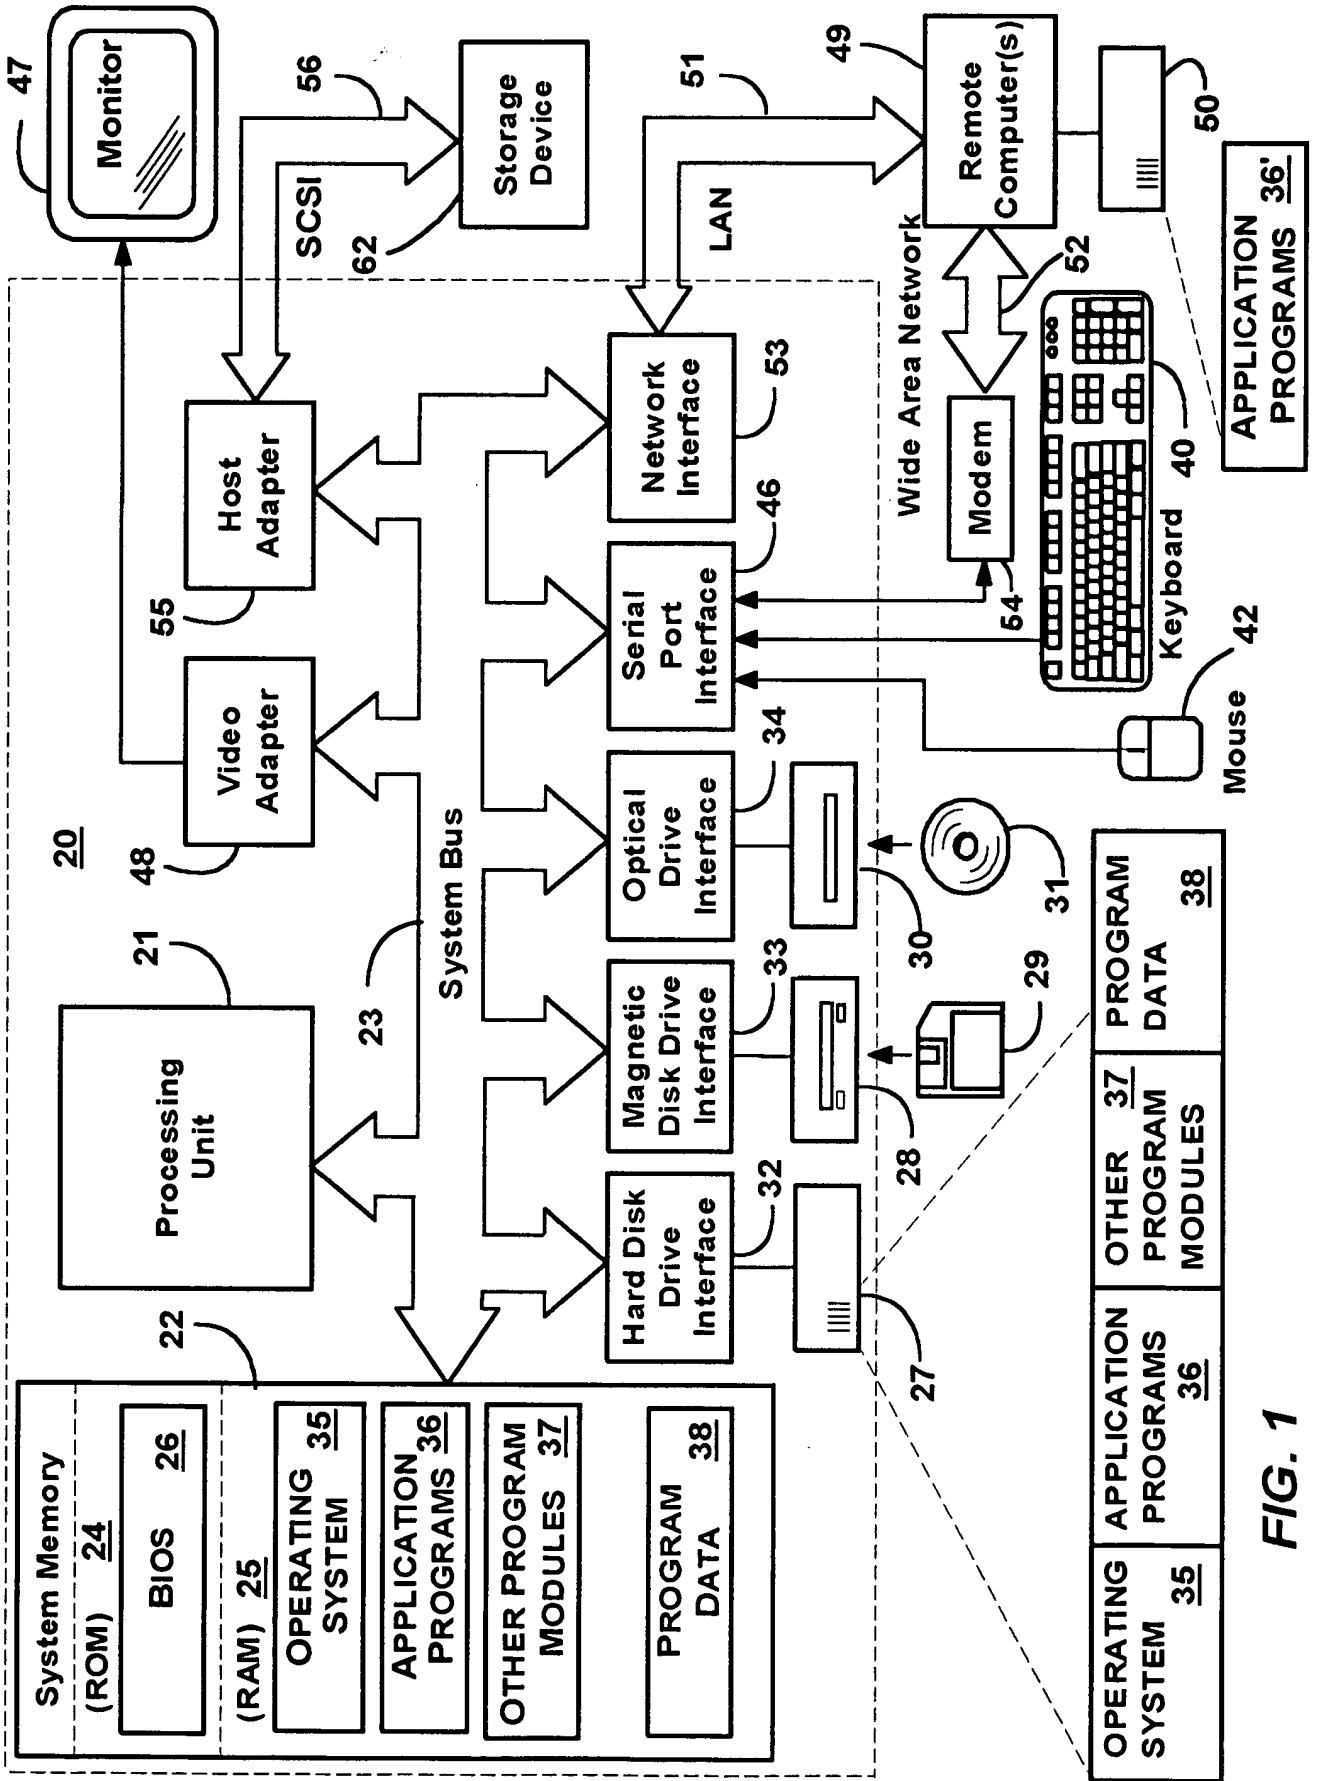 System Memory
(ROM) 24
BIOS 26
(RAM) 25
OPERATING
SYSTEM 35
APPLICATION
PROGRAMS 36
OTHER PROGRAM
MODULES 37
PROGRAM
DATA 38
22
Processing
Unit
21
20
23
System Bus
Video
Adapter
48
Host
Adapter
55
Monitor
47
SCSI
56
Storage
Device
62
Hard Disk
Drive
Interface
32
Magnetic
Disk Drive
Interface
33
Optical
Drive
Interface
34
Serial
Port
Interface
46
Network
Interface
53
LAN
51
27
28
29
30
31
Wide Area Network
52
Modem
54
Remote
Computer(s)
49
50
Keyboard
40
Mouse
42
APPLICATION
PROGRAMS 36'
OPERATING
SYSTEM
35
APPLICATION
PROGRAMS
36
OTHER 37
PROGRAM
MODULES
PROGRAM
DATA
38
FIG. 1